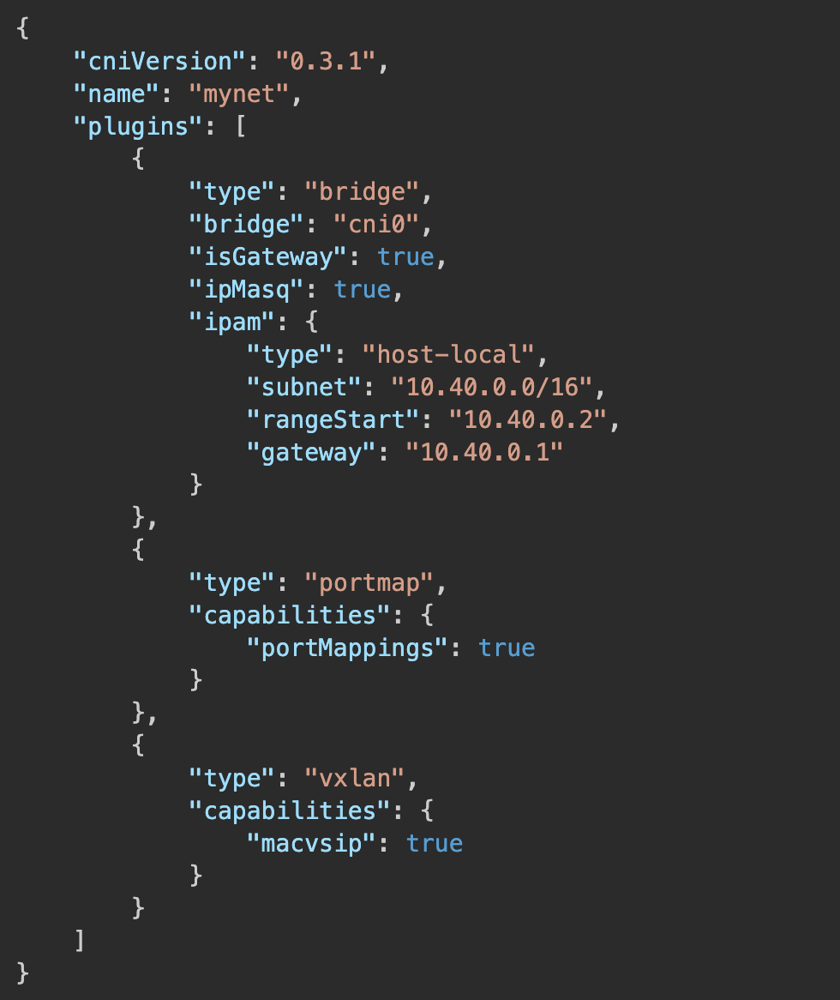 {
    "cniVersion": "0.3.1",
    "name": "mynet",
    "plugins": [
        {
            "type": "bridge",
            "bridge": "cni0",
            "isGateway": true,
            "ipMasq": true,
            "ipam": {
                "type": "host-local",
                "subnet": "10.40.0.0/16",
                "rangeStart": "10.40.0.2",
                "gateway": "10.40.0.1"
            }
        },
        {
            "type": "portmap",
            "capabilities": {
                "portMappings": true
            }
        },
        {
            "type": "vxlan",
            "capabilities": {
                "macvsip": true
            }
        }
    ]
}